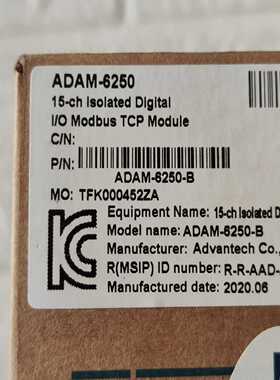 ADAM-6250
15-ch Isolated Digital
I/O Modbus TCP Module
C/N:
P/N:
ADAM-6250-B
MO: TFK000452ZA
Equipment Name: 15-ch Isolated D
Model name: ADAM-6250-B
Manufacturer: Advantech Co.,
R(MSIP) ID number: R-R-AAD-
Manufactured date: 2020.06